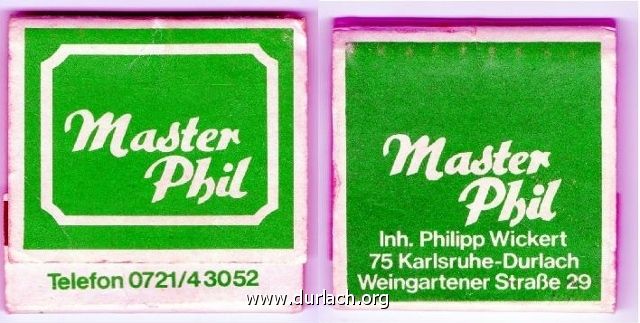 Master
Phil
Telefon 0721/43052
Master
Phil
Inh. Philipp Wickert
75 Karlsruhe-Durlach
Weingartener Straße 29
www.durlach.org